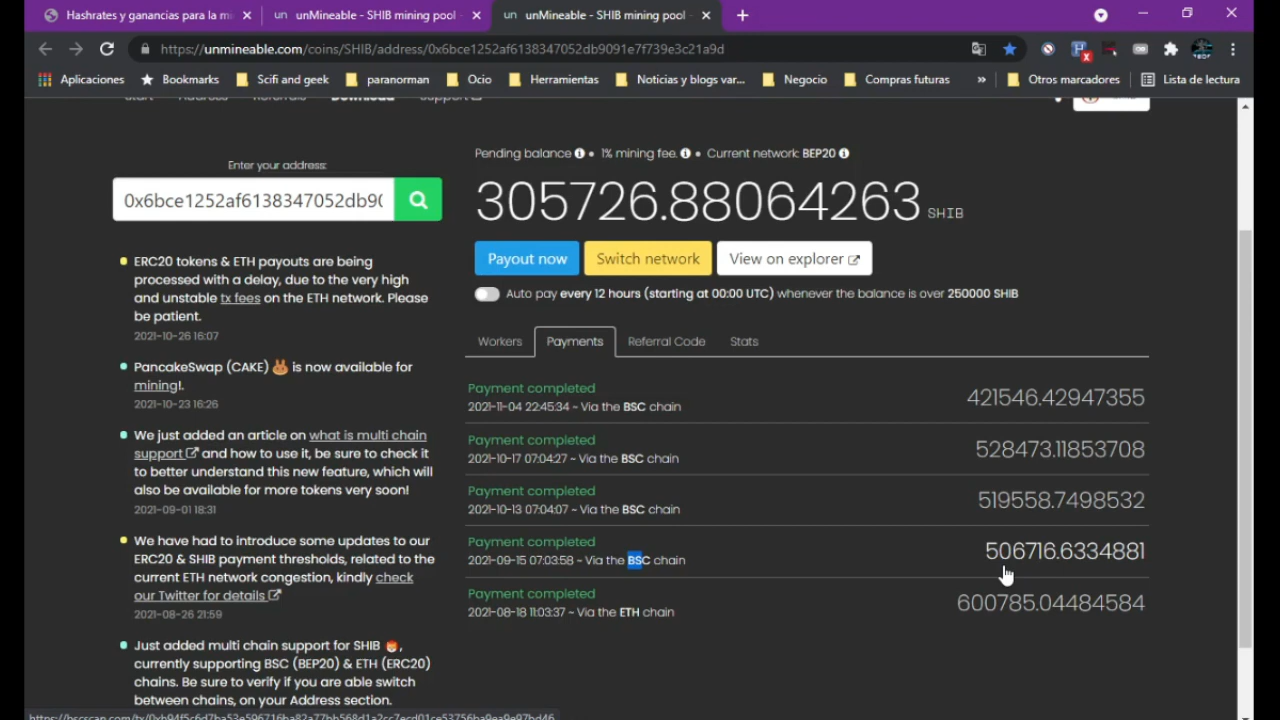 Hashrates y ganancias para la mi
unMineable - SHIB mining pool -
unMineable - SHIB mining pool -
https://unmineable.com/coins/SHIB/address/0x6bce1252af6138347052db9091e7f739e3c21a9d
Aplicaciones
Bookmarks
Scifi and geek
paranorman
Ocio
Herramientas
Noticias y blogs var...
Negocio
Compras futuras
»
Otros marcadores
Lista de lectura
Start
Address
Referrals
Download
Support
Enter your address:
0x6bce1252af6138347052db90
ERC20 tokens & ETH payouts are being
processed with a delay, due to the very high
and unstable tx fees on the ETH network. Please
be patient.
2021-10-26 16:07
PancakeSwap (CAKE) is now available for
mining!.
2021-10-23 16:26
We just added an article on what is multi chain
support and how to use it, be sure to check it
to better understand this new feature, which will
also be available for more tokens very soon!
2021-09-01 18:31
We have had to introduce some updates to our
ERC20 & SHIB payment thresholds, related to the
current ETH network congestion, kindly check
our Twitter for details
2021-08-26 21:59
Just added multi chain support for SHIB ,
currently supporting BSC (BEP20) & ETH (ERC20)
chains. Be sure to verify if you are able switch
between chains, on your Address section.
Pending balance • 1% mining fee. • Current network: BEP20
305726.88064263 SHIB
Payout now
Switch network
View on explorer
Auto pay every 12 hours (starting at 00:00 UTC) whenever the balance is over 250000 SHIB
Workers
Payments
Referral Code
Stats
Payment completed
2021-11-04 22:45:34 - Via the BSC chain
421546.42947355
Payment completed
2021-10-17 07:04:27 - Via the BSC chain
528473.11853708
Payment completed
2021-10-13 07:04:07 - Via the BSC chain
519558.7498532
Payment completed
2021-09-15 07:03:58 - Via the BSC chain
506716.6334881
Payment completed
2021-08-18 11:03:37 - Via the ETH chain
600785.04484584